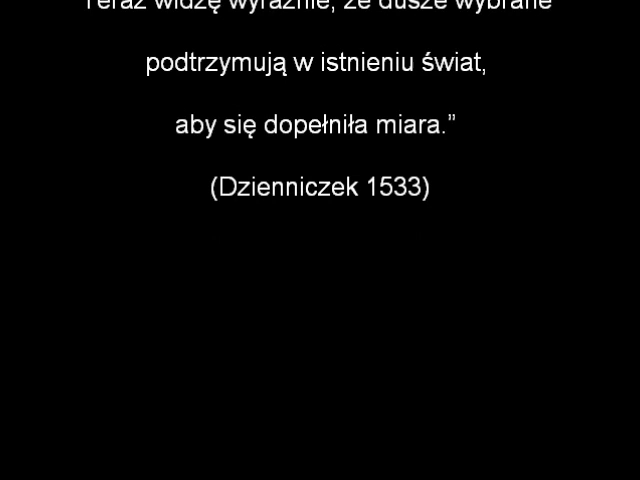 Teraz widzę wyraźnie, że dusze wybrane
podtrzymują w istnieniu świat,
aby się dopełniła miara.”
(Dzienniczek 1533)